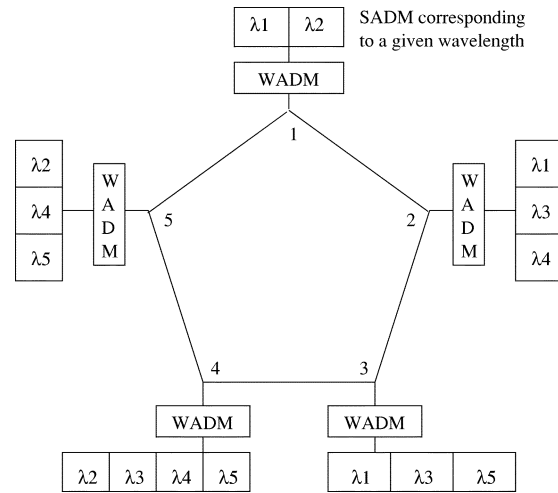 λ1 λ2
SADM corresponding
to a given wavelength
WADM
1
λ2
λ4
λ5
W
A
D
M
5
2
W
A
D
M
λ1
λ3
λ4
4
3
WADM
WADM
λ2 λ3 λ4 λ5
λ1 λ3 λ5